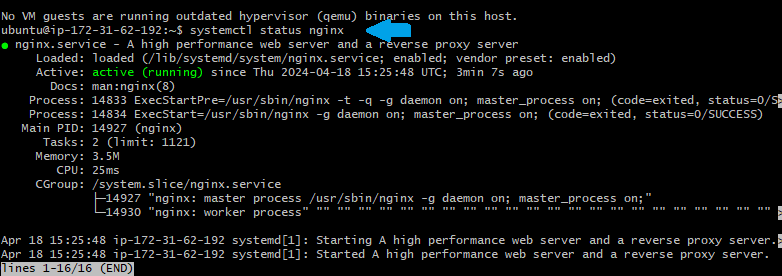 No VM guests are running outdated hypervisor (qemu) binaries on this host.
ubuntu@ip-172-31-62-192:~$ systemctl status nginx
● nginx.service - A high performance web server and a reverse proxy server
Loaded: loaded (/lib/systemd/system/nginx.service; enabled; vendor preset: enabled)
Active: active (running) since Thu 2024-04-18 15:25:48 UTC; 3min 7s ago
Docs: man:nginx(8)
Process: 14833 ExecStartPre=/usr/sbin/nginx -t -q -g daemon on; master_process on; (code=exited, status=0/S>
Process: 14834 ExecStart=/usr/sbin/nginx -g daemon on; master_process on; (code=exited, status=0/SUCCESS)
Main PID: 14927 (nginx)
Tasks: 2 (limit: 1121)
Memory: 3.5M
CPU: 25ms
CGroup: /system.slice/nginx.service
├─14927 "nginx: master process /usr/sbin/nginx -g daemon on; master_process on;"
└─14930 "nginx: worker process" "" "" "" "" "" "" "" "" "" "" "" "" "" "" "" "" "" "" "" "" "" "" >
Apr 18 15:25:48 ip-172-31-62-192 systemd[1]: Starting A high performance web server and a reverse proxy server.>
Apr 18 15:25:48 ip-172-31-62-192 systemd[1]: Started A high performance web server and a reverse proxy server.
lines 1-16/16 (END)